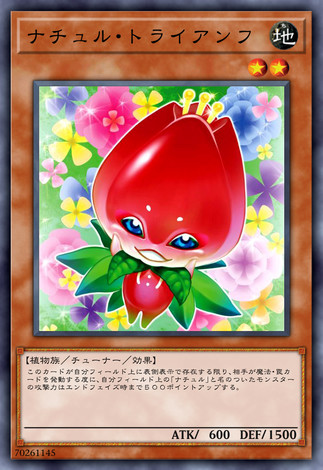 ナチュル・トライアンフ
地
【植物族／チューナー／効果】
このカードが自分フィールド上に表側表示で存在する限り、相手が魔法・罠カ
ードを発動する度に、自分フィールド上の「ナチュル」と名のついたモンスター
の攻撃力はエンドフェイズ時まで５００ポイントアップする。
ATK/ 600 DEF/1500
70261145